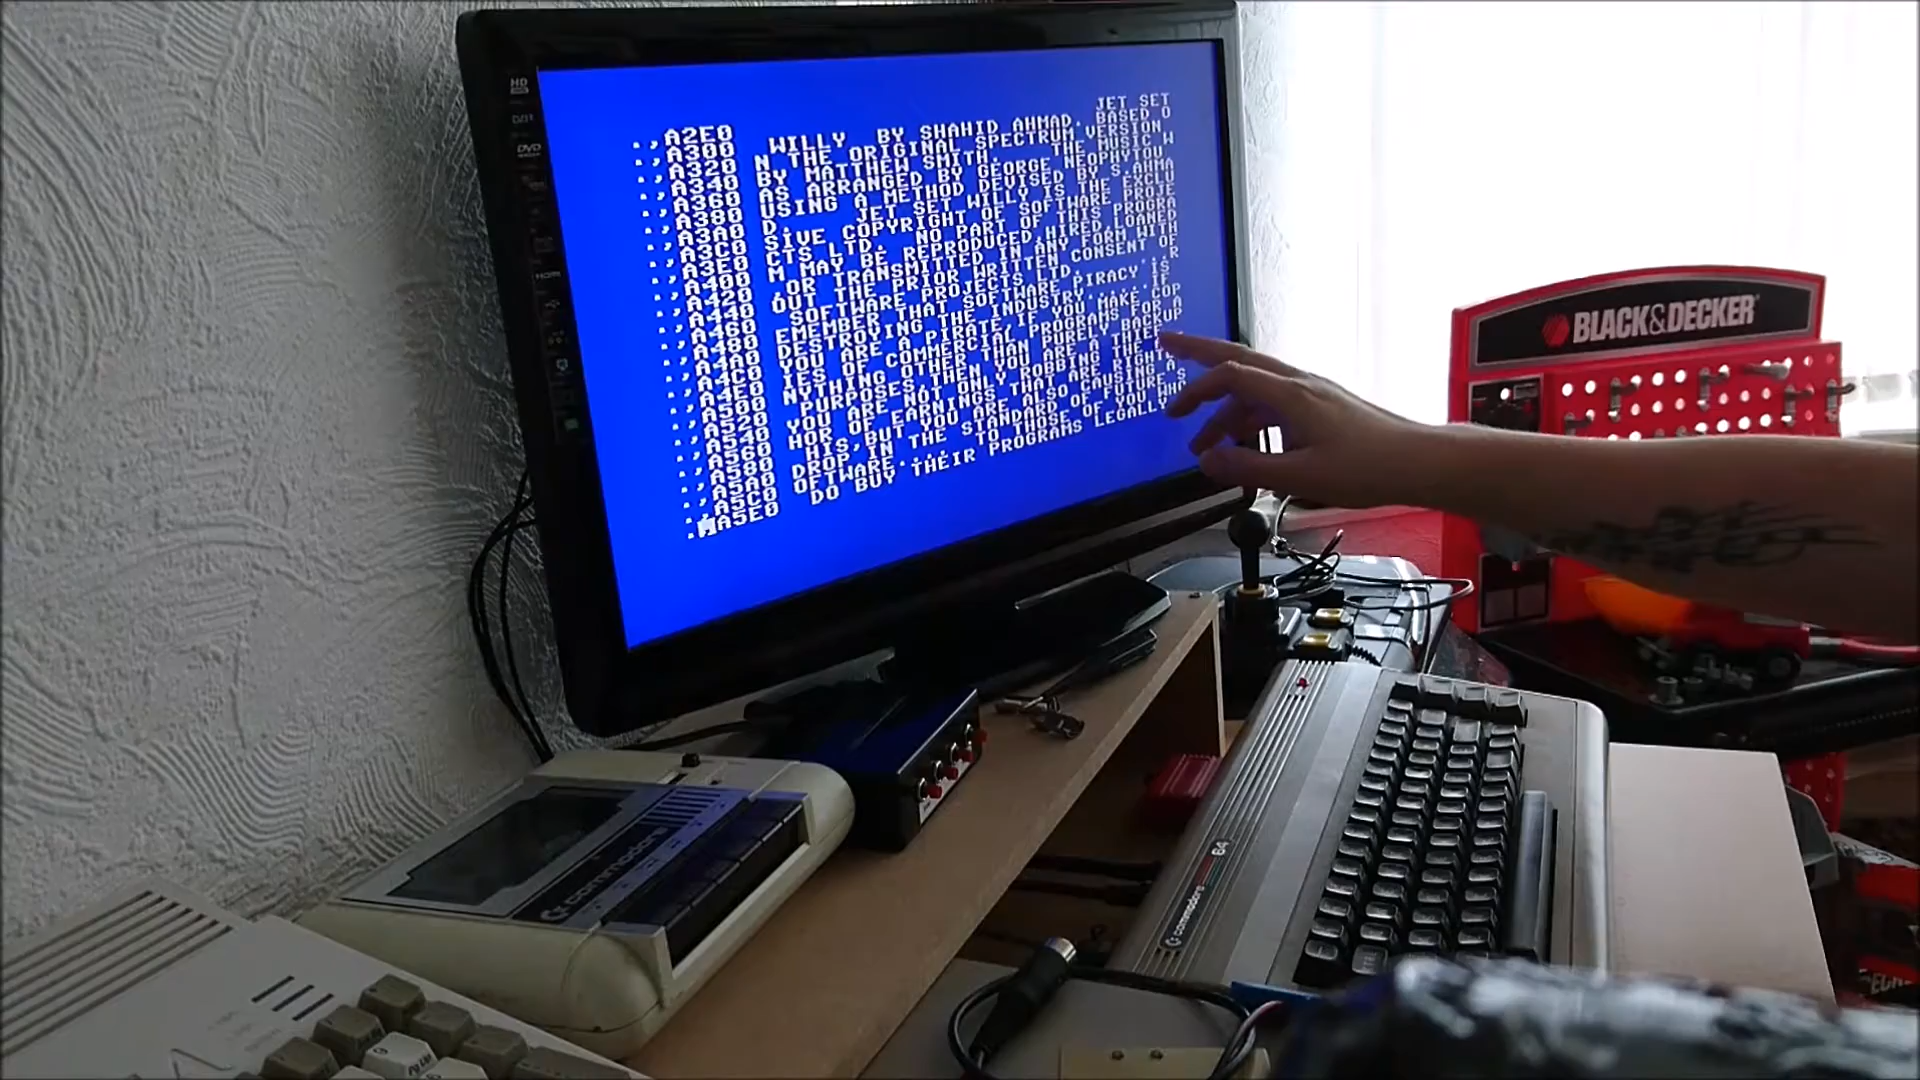 .,A2E0 JET SET
.,A300 WILLY BY SHAHID AHMAD. BASED O
.,A320 N THE ORIGINAL SPECTRUM VERSION
.,A340 BY MATTHEW SMITH. THE MUSIC W
.,A360 AS ARRANGED BY GEORGE NEOPHYTOU
.,A380 USING A METHOD DEVISED BY S.AHMA
.,A3A0 D. JET SET WILLY IS THE EXCLU
.,A3C0 SIVE COPYRIGHT OF SOFTWARE PROJE
.,A3E0 CTS LTD. NO PART OF THIS PROGRA
.,A400 M MAY BE REPRODUCED,HIRED,LOANED
.,A420 OR TRANSMITTED IN ANY FORM WITH
.,A440 OUT THE PRIOR WRITTEN CONSENT OF
.,A460 SOFTWARE PROJECTS LTD. ..R
.,A480 EMEMBER THAT SOFTWARE PIRACY IS
.,A4A0 DESTROYING THE INDUSTRY.....IF
.,A4C0 YOU ARE A PIRATE,IF YOU MAKE COP
.,A4E0 IES OF COMMERCIAL PROGRAMS FOR A
.,A500 NYTHING OTHER THAN PURELY BACKUP
.,A520 PURPOSES,THEN YOU ARE A THIEF
.,A540 YOU ARE NOT ONLY ROBBING THE
.,A560 HOR OF EARNINGS THAT ARE
.,A580 HIS,BUT YOU ARE ALSO CAUSING A
.,A5A0 DROP IN THE STANDARD OF FUTURE S
.,A5C0 OFTWARE.... TO THOSE OF YOU WHO
.,A5E0 DO BUY THEIR PROGRAMS LEGALLY
HD
DVD
HDMI
BLACK&DECKER
commodore
commodore 64